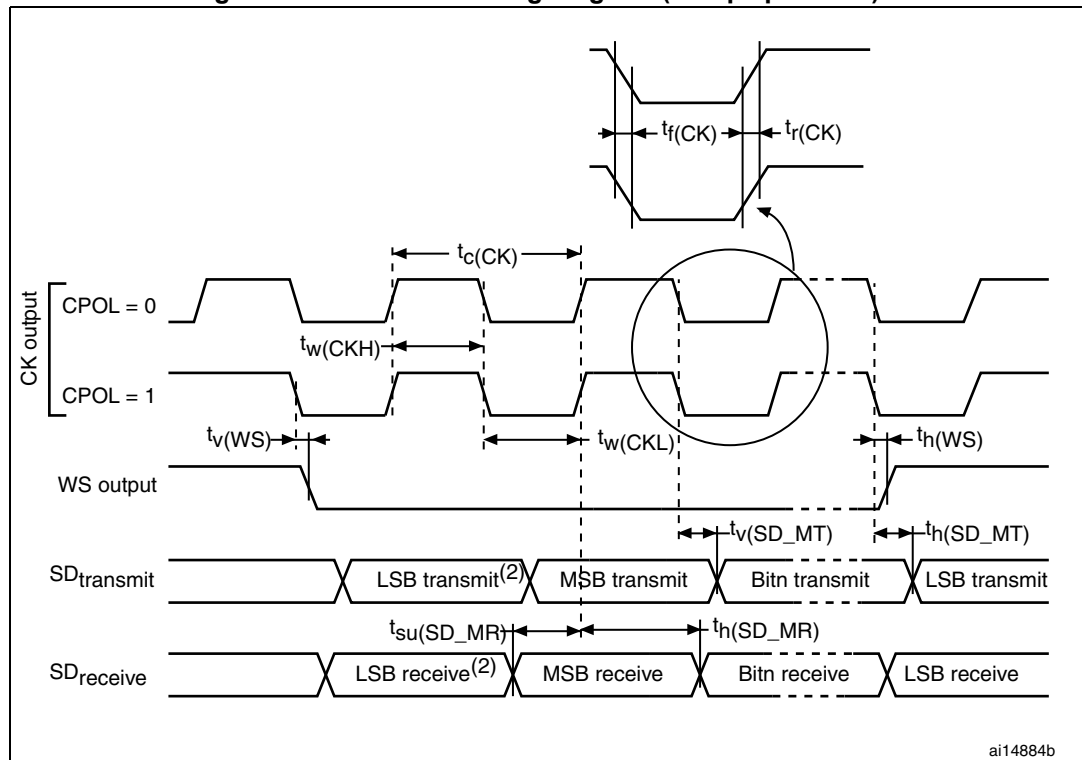 tf(CK)
tr(CK)
tc(CK)
CK output
CPOL = 0
tw(CKH)
CPOL = 1
tv(WS)
tw(CKL)
th(WS)
WS output
tv(SD_MT)
th(SD_MT)
SDtransmit
LSB transmit(2)
MSB transmit
Bitn transmit
LSB transmit
tsu(SD_MR)
th(SD_MR)
SDreceive
LSB receive(2)
MSB receive
Bitn receive
LSB receive
ai14884b